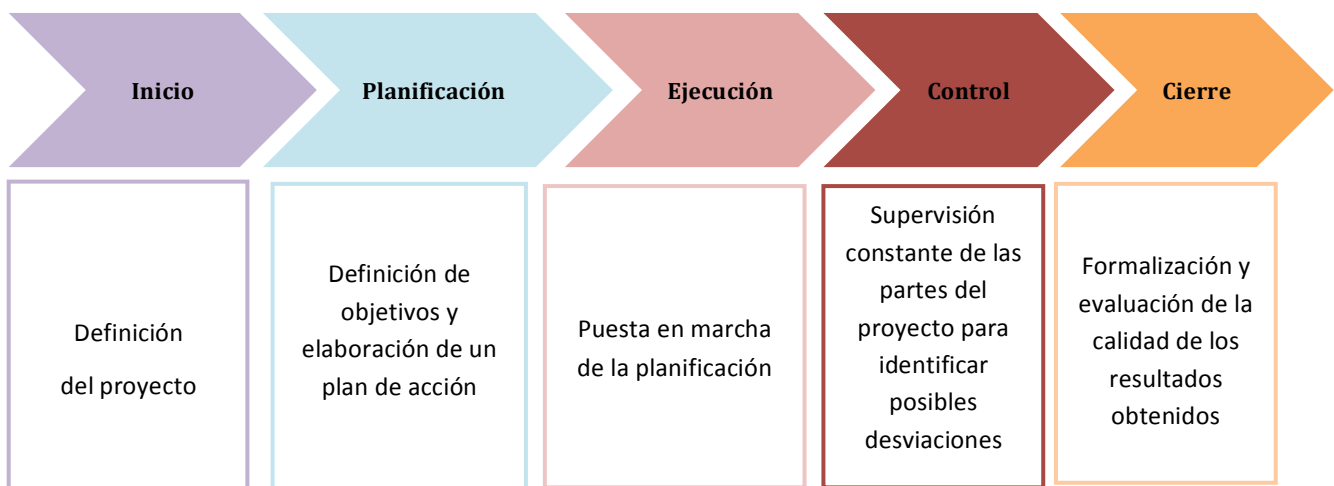 Inicio
Planificación
Ejecución
Control
Cierre
Definición
del proyecto
Definición de
objetivos y
elaboración de un
plan de acción
Puesta en marcha
de la planificación
Supervisión
constante de las
partes del
proyecto para
identificar
posibles
desviaciones
Formalización y
evaluación de la
calidad de los
resultados
obtenidos